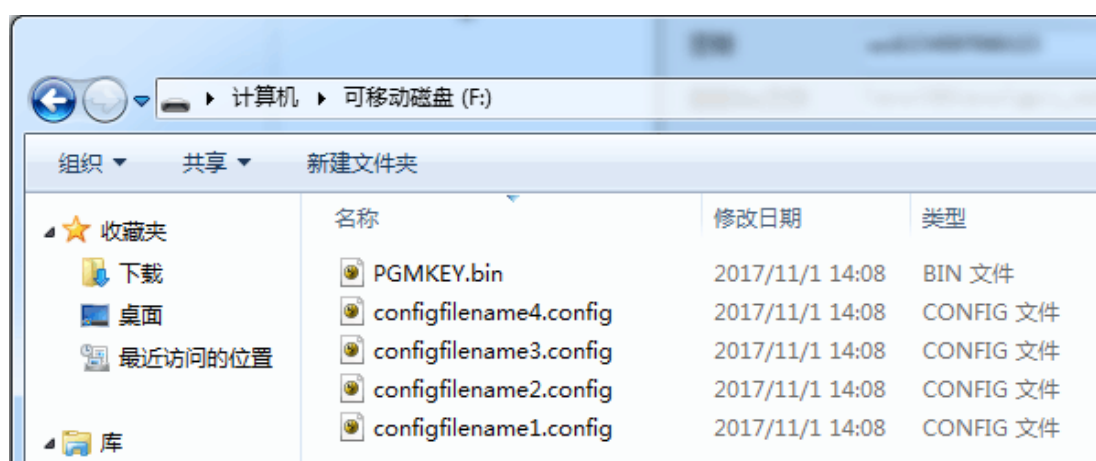 计算机 可移动磁盘 (F:)
组织 共享 新建文件夹
收藏夹
下载
桌面
最近访问的位置
库
名称 修改日期 类型
PGMKEY.bin 2017/11/1 14:08 BIN 文件
configfilename4.config 2017/11/1 14:08 CONFIG 文件
configfilename3.config 2017/11/1 14:08 CONFIG 文件
configfilename2.config 2017/11/1 14:08 CONFIG 文件
configfilename1.config 2017/11/1 14:08 CONFIG 文件